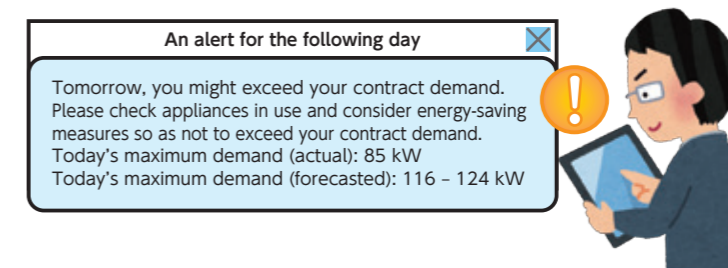 An alert for the following day
Tomorrow, you might exceed your contract demand.
Please check appliances in use and consider energy-saving
measures so as not to exceed your contract demand.
Today's maximum demand (actual): 85 kW
Today's maximum demand (forecasted): 116 – 124 kW